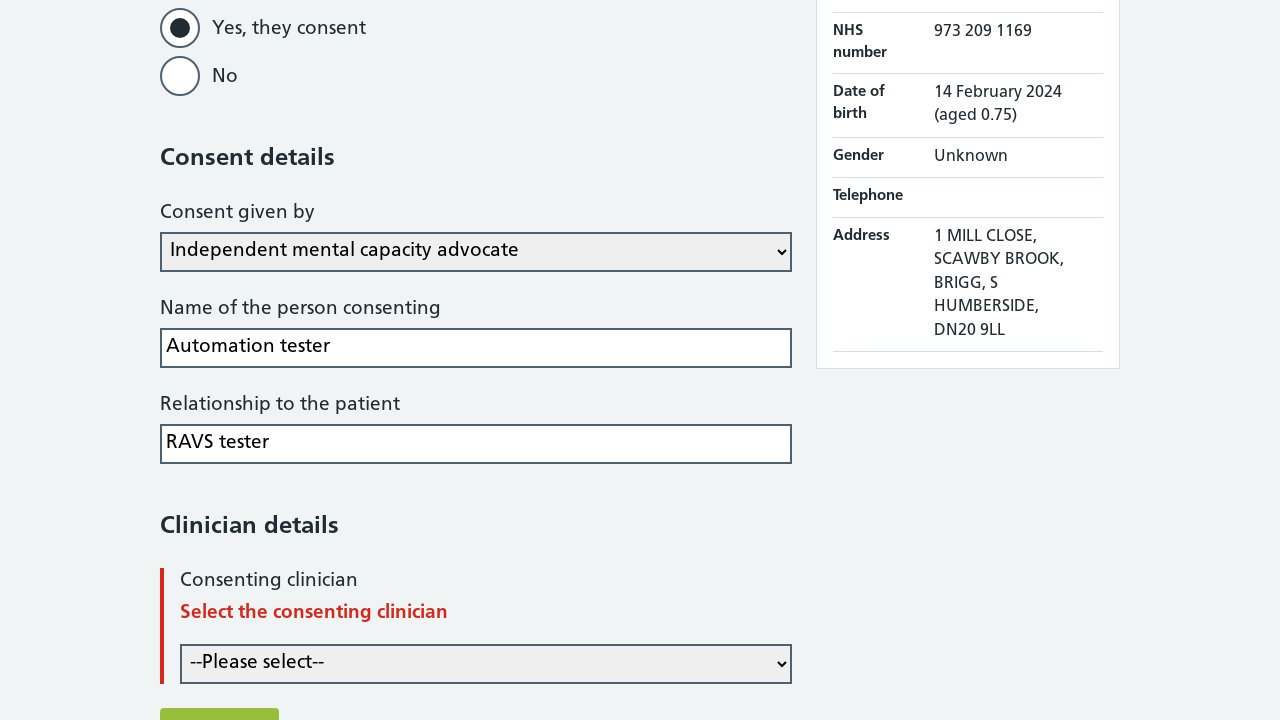 Yes, they consent
No
Consent details
Consent given by
Independent mental capacity advocate
Name of the person consenting
Automation tester
Relationship to the patient
RAVS tester
Clinician details
Consenting clinician
Select the consenting clinician
--Please select--
NHS number
973 209 1169
Date of birth
14 February 2024
(aged 0.75)
Gender
Unknown
Telephone
Address
1 MILL CLOSE,
SCAWBY BROOK,
BRIGG, S
HUMBERSIDE,
DN20 9LL